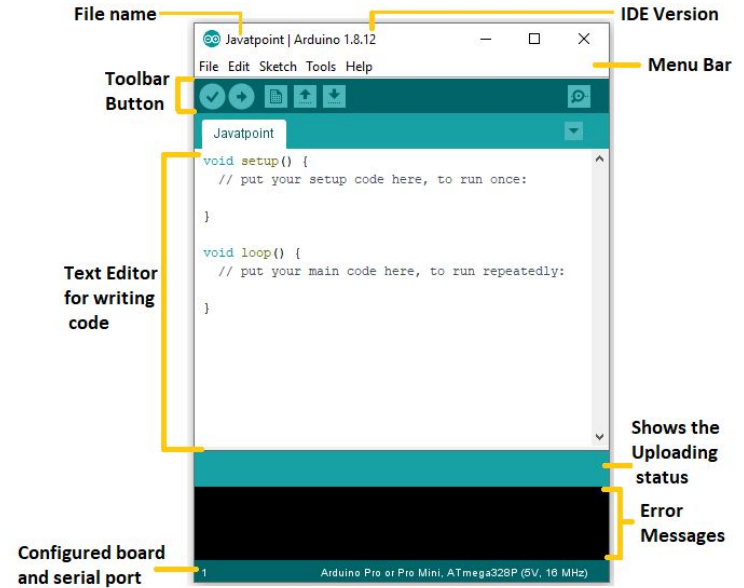 File name
IDE Version
Javatpoint | Arduino 1.8.12
File Edit Sketch Tools Help
Menu Bar
Toolbar
Button
Javatpoint
void setup() {
// put your setup code here, to run once:
}
void loop() {
// put your main code here, to run repeatedly:
}
Text Editor
for writing
code
Shows the
Uploading
status
Error
Messages
Configured board
and serial port
1
Arduino Pro or Pro Mini, ATmega328P (5V, 16 MHz)